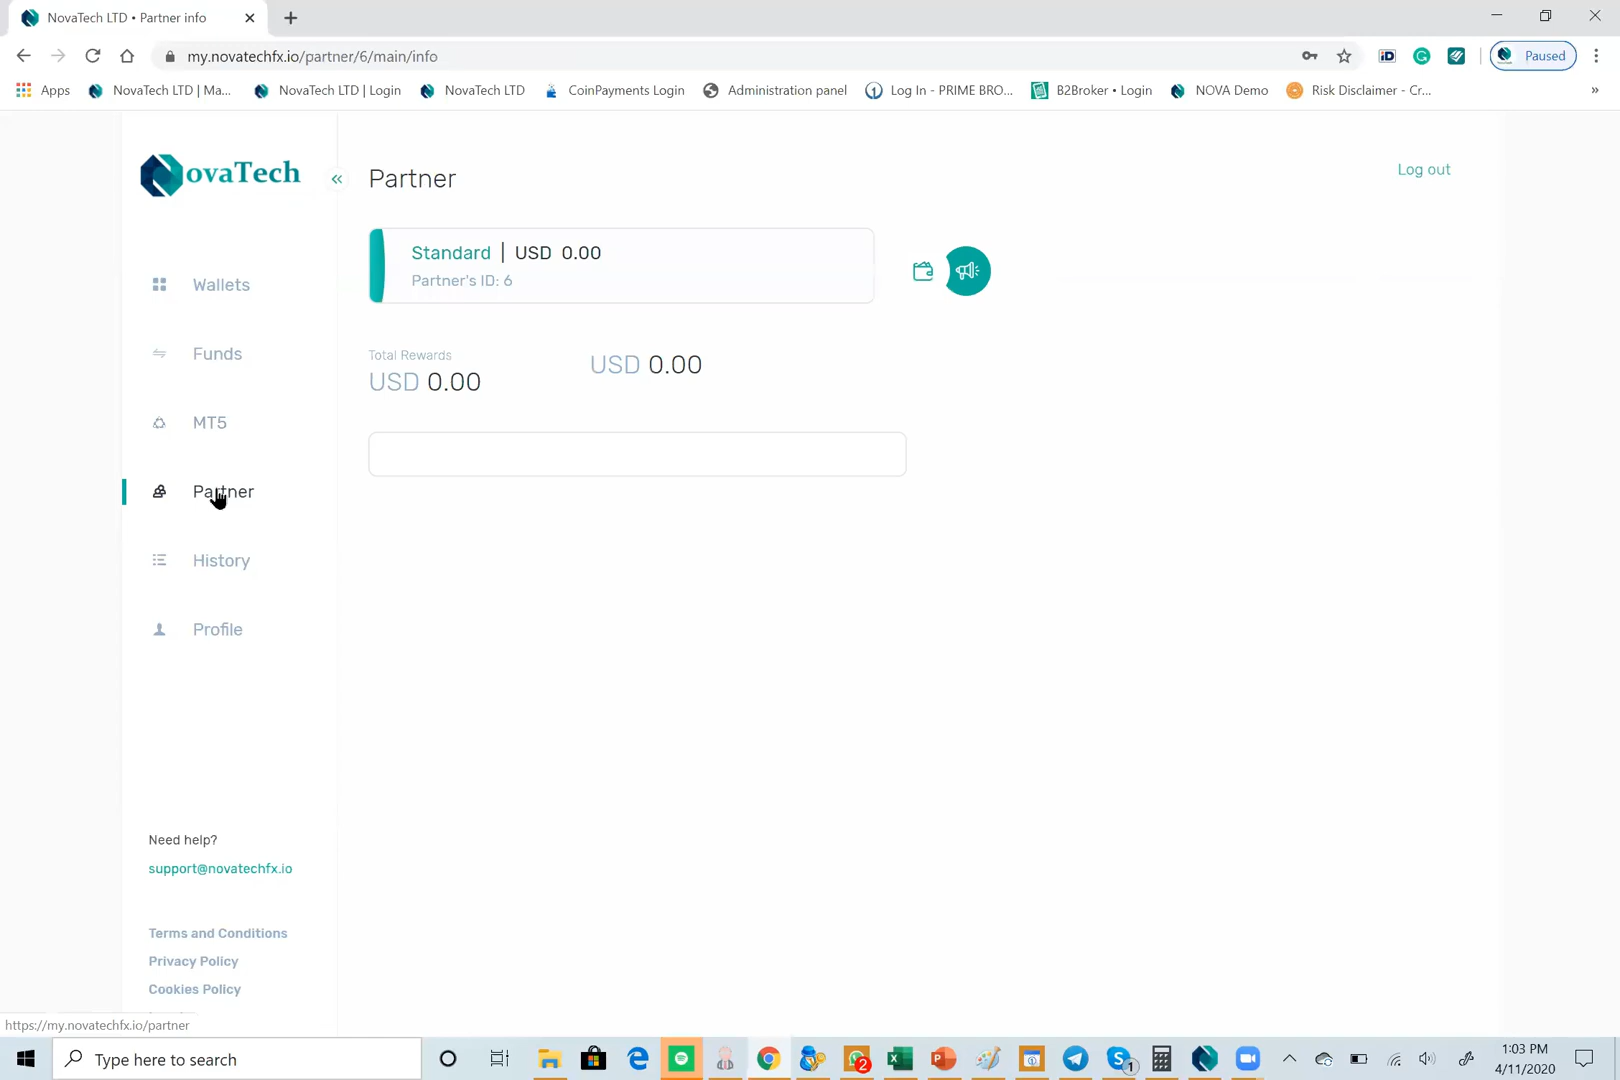 NovaTech LTD • Partner info
my.novatechfx.io/partner/6/main/info
Paused
Apps
NovaTech LTD | Ma...
NovaTech LTD | Login
NovaTech LTD
CoinPayments Login
Administration panel
Log In - PRIME BRO...
B2Broker • Login
NOVA Demo
Risk Disclaimer - Cr...
»
ovaTech
«
Partner
Log out
Standard | USD 0.00
Partner's ID: 6
Wallets
Funds
MT5
Partner
History
Profile
Total Rewards
USD 0.00
USD 0.00
Need help?
support@novatechfx.io
Terms and Conditions
Privacy Policy
Cookies Policy
https://my.novatechfx.io/partner
Type here to search
2
1
1:03 PM
4/11/2020